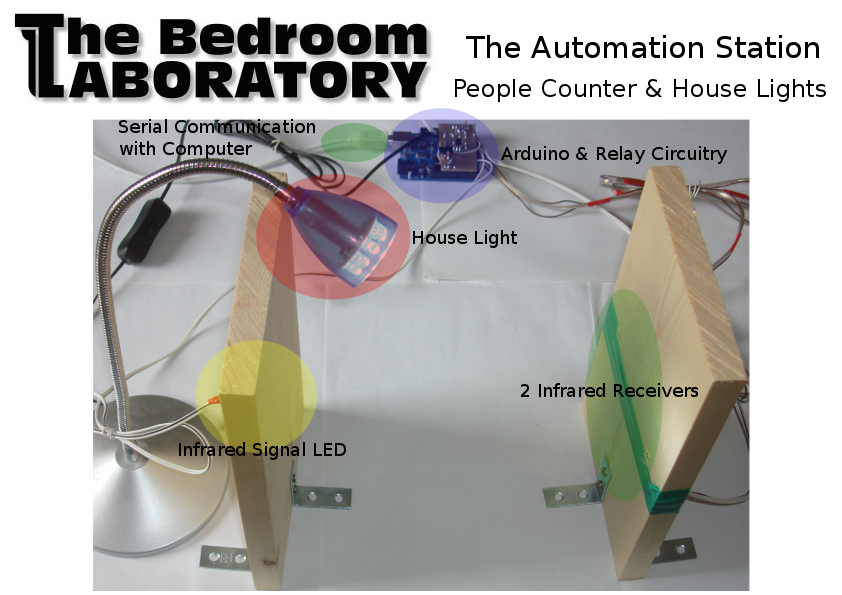 The Bedroom
LABORATORY
The Automation Station
People Counter & House Lights
Serial Communication
with Computer
Arduino & Relay Circuitry
House Light
2 Infrared Receivers
Infrared Signal LED